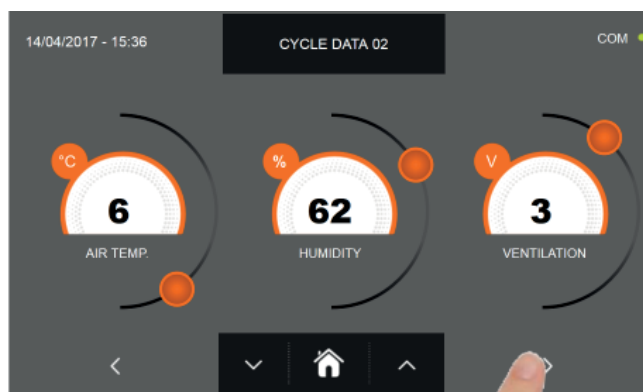 14/04/2017 - 15:36
CYCLE DATA 02
COM
°C
%
V
6
62
3
AIR TEMP.
HUMIDITY
VENTILATION